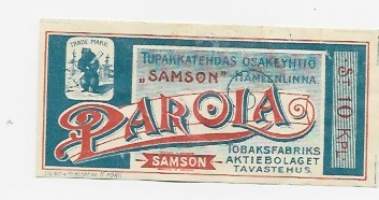 TRADE MARK
TUPAKKATEHDAS OSAKEYHTIÖ
„SAMSON" HÄMEENLINNA.
PAROLA
SAMSON
TOBAKSFABRIKS
AKTIEBOLAGET
TAVASTEHUS.
S: 10 KPL.